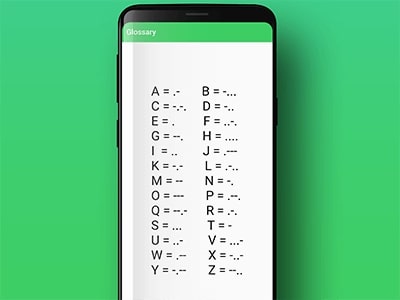 Glossary
A = .- B = -...
C = -.-. D = -..
E = . F = ..-.
G = --. H = ....
I = .. J = .---
K = -.- L = .-..
M = -- N = -.
O = --- P = .--.
Q = --.- R = .-.
S = ... T = -
U = ..- V = ...-
W = .-- X = -..-
Y = -.-- Z = --..